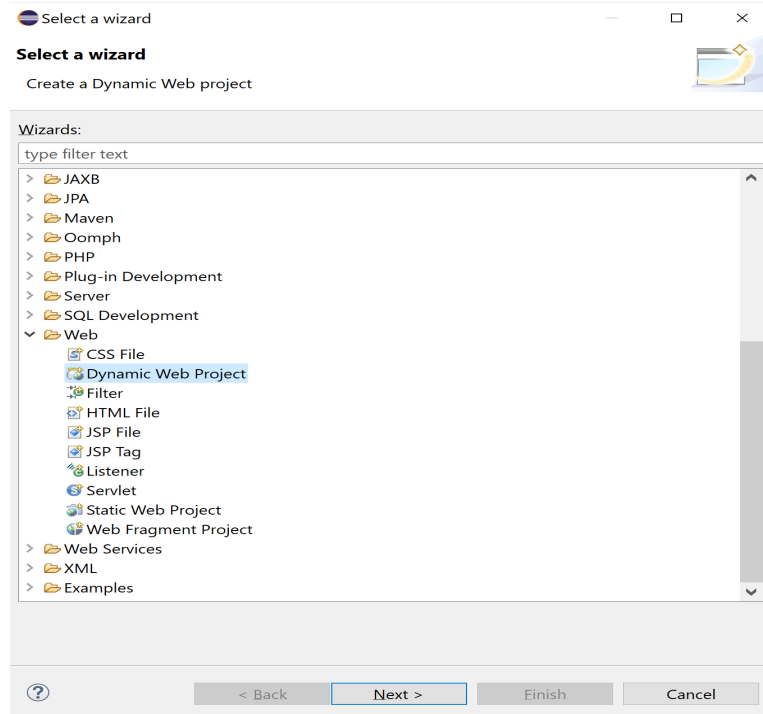 Select a wizard
Select a wizard
Create a Dynamic Web project
Wizards:
type filter text
JAXB
JPA
Maven
Oomph
PHP
Plug-in Development
Server
SQL Development
Web
CSS File
Dynamic Web Project
Filter
HTML File
JSP File
JSP Tag
Listener
Servlet
Static Web Project
Web Fragment Project
Web Services
XML
Examples
? < Back Next > Finish Cancel